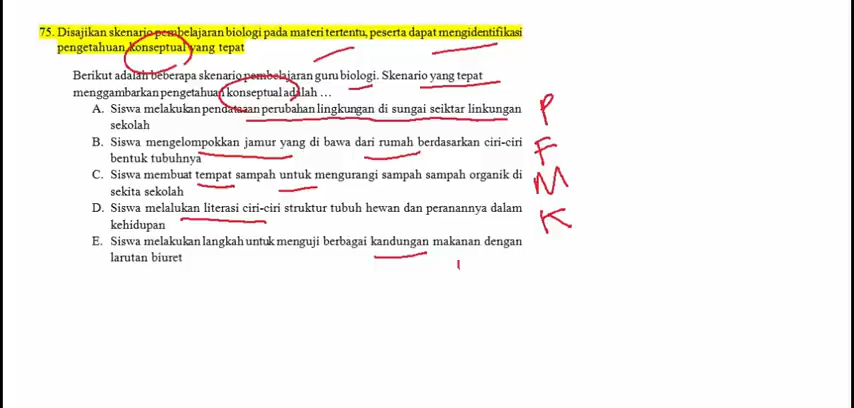 75. Disajikan skenario pembelajaran biologi pada materi tertentu, peserta dapat mengidentifikasi
pengetahuan konseptual yang tepat
Berikut adalah beberapa skenario pembelajaran guru biologi. Skenario yang tepat
menggambarkan pengetahuan konseptual adalah ...
A. Siswa melakukan pendataan perubahan lingkungan di sungai seiktar linkungan
sekolah
P
B. Siswa mengelompokkan jamur yang di bawa dari rumah berdasarkan ciri-ciri
bentuk tubuhnya
F
C. Siswa membuat tempat sampah untuk mengurangi sampah sampah organik di
sekita sekolah
M
D. Siswa melalukan literasi ciri-ciri struktur tubuh hewan dan peranannya dalam
kehidupan
K
E. Siswa melakukan langkah untuk menguji berbagai kandungan makanan dengan
larutan biuret